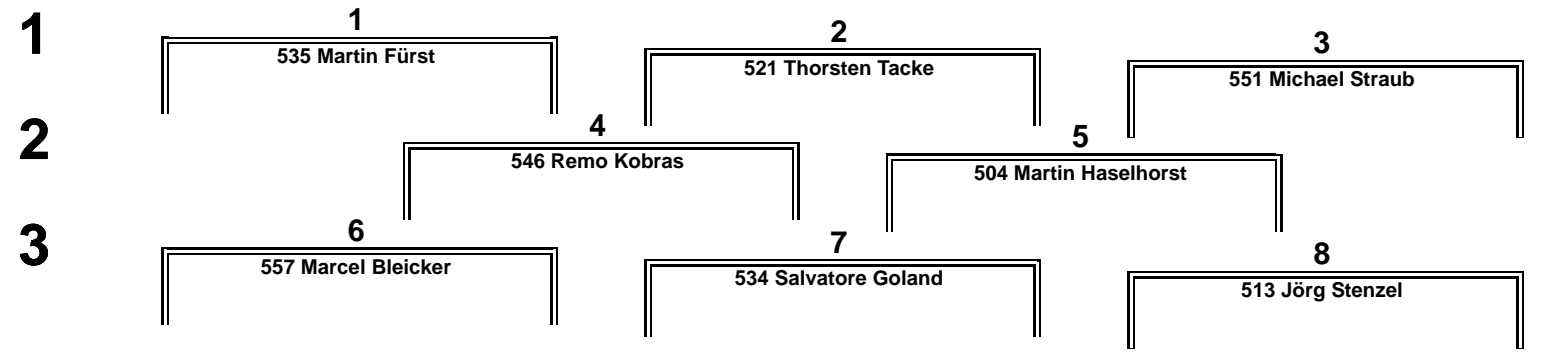 1
1
2
3
535 Martin Fürst
521 Thorsten Tacke
551 Michael Straub
2
4
5
546 Remo Kobras
504 Martin Haselhorst
3
6
7
8
557 Marcel Bleicker
534 Salvatore Goland
513 Jörg Stenzel